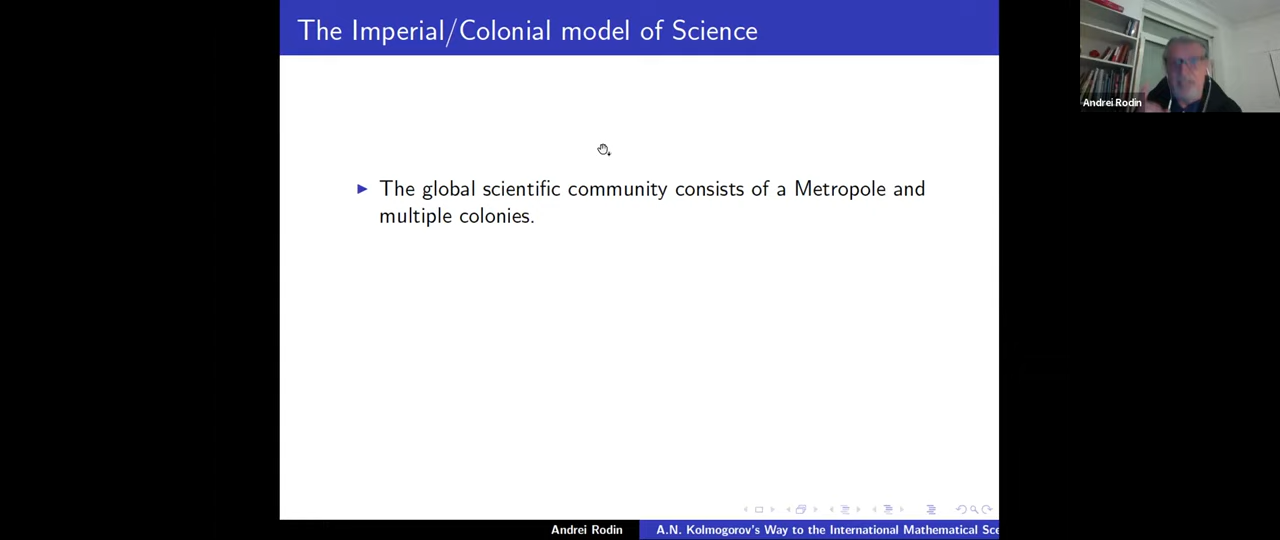 The Imperial/Colonial model of Science
Andrei Rodin
The global scientific community consists of a Metropole and
multiple colonies.
Andrei Rodin
A.N. Kolmogorov's Way to the International Mathematical Sce